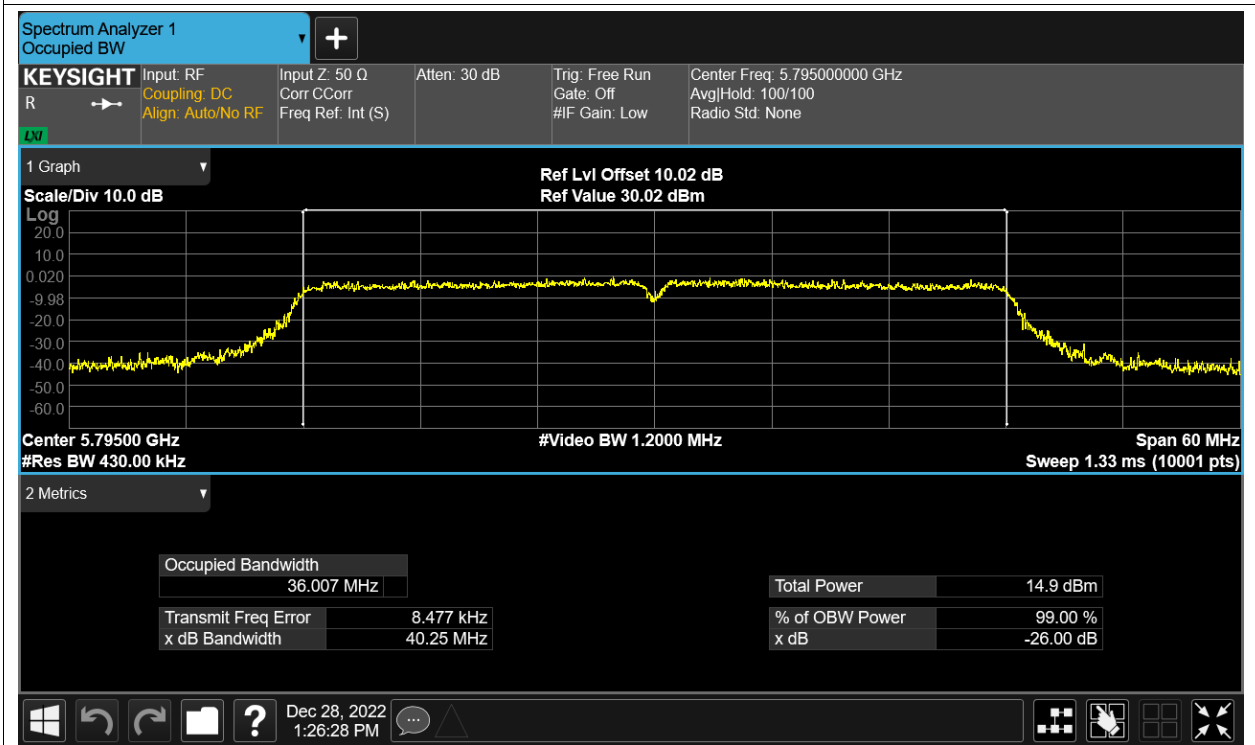 Spectrum Analyzer 1
Occupied BW
KEYSIGHT
R
LXI
Input: RF
Coupling: DC
Align: Auto/No RF
Input Z: 50 Ω
Corr CCorr
Freq Ref: Int (S)
Atten: 30 dB
Trig: Free Run
Gate: Off
#IF Gain: Low
Center Freq: 5.795000000 GHz
Avg|Hold: 100/100
Radio Std: None
1 Graph
Scale/Div 10.0 dB
Ref Lvl Offset 10.02 dB
Ref Value 30.02 dBm
Log
20.0
10.0
0.020
-9.98
-20.0
-30.0
-40.0
-50.0
-60.0
Center 5.79500 GHz
#Video BW 1.2000 MHz
Span 60 MHz
#Res BW 430.00 kHz
Sweep 1.33 ms (10001 pts)
2 Metrics
Occupied Bandwidth
36.007 MHz
Transmit Freq Error 8.477 kHz
x dB Bandwidth 40.25 MHz
Total Power 14.9 dBm
% of OBW Power 99.00 %
x dB -26.00 dB
?
Dec 28, 2022
1:26:28 PM